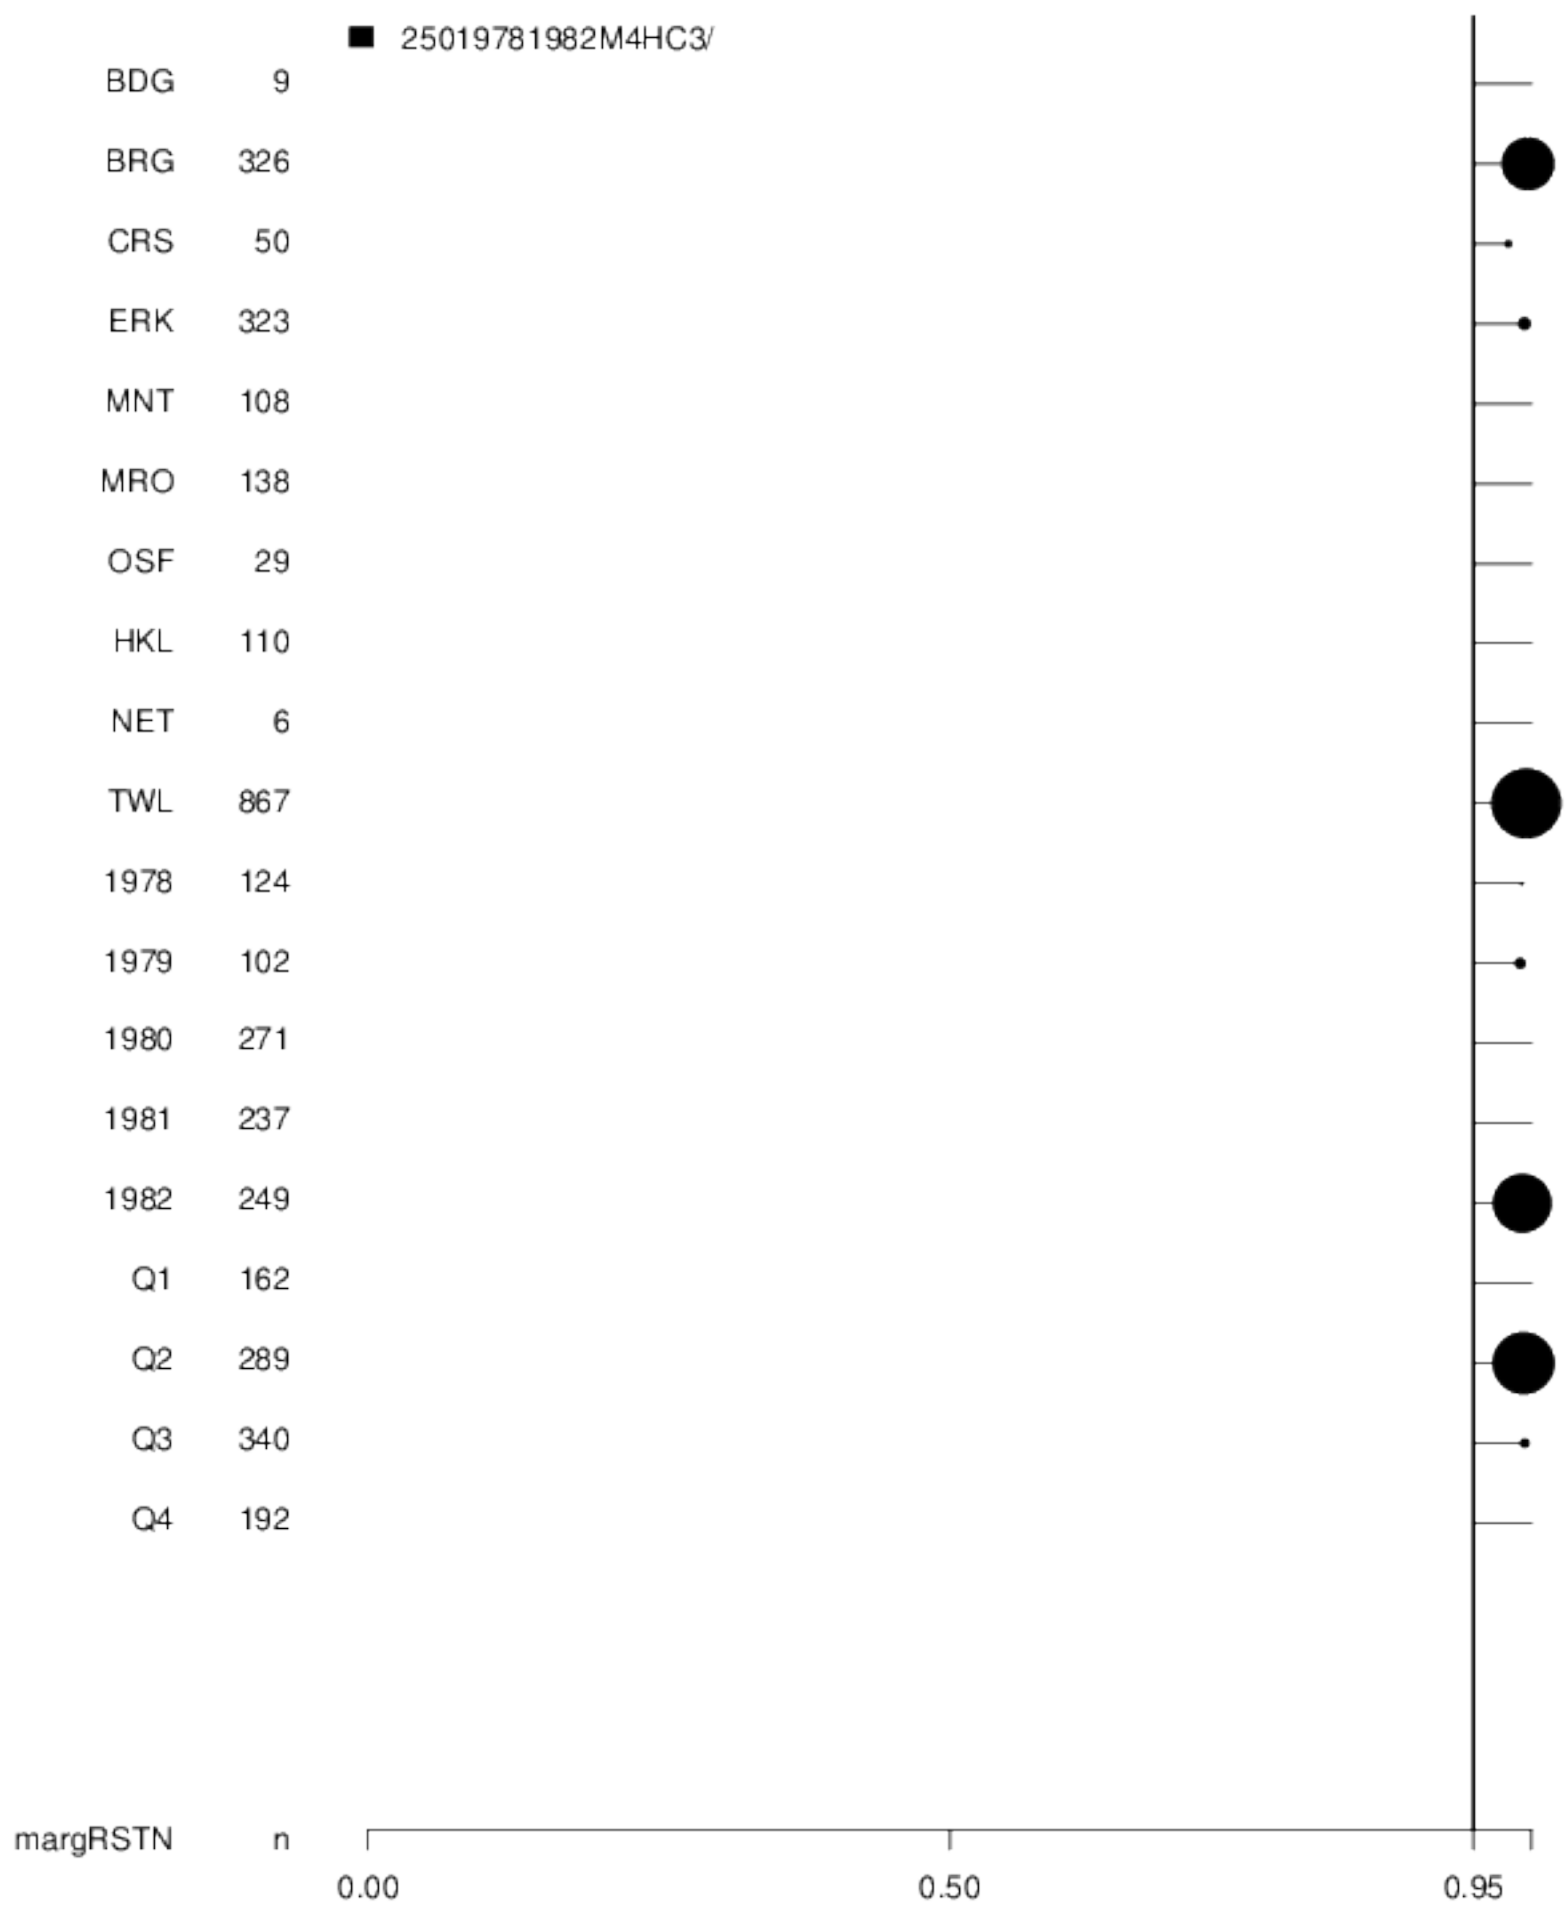 25019781982M4HC3/
BDG 9
BRG 326
CRS 50
ERK 323
MNT 108
MRO 138
OSF 29
HKL 110
NET 6
TWL 867
1978 124
1979 102
1980 271
1981 237
1982 249
Q1 162
Q2 289
Q3 340
Q4 192
margRSTN n
0.00 0.50 0.95